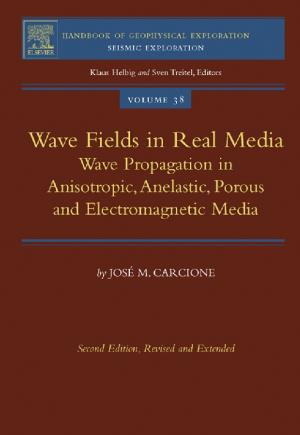 HANDBOOK OF GEOPHYSICAL EXPLORATION
SEISMIC EXPLORATION
ELSEVIER
Klaus Helbig and Sven Treitel, Editors
VOLUME 38
Wave Fields in Real Media
Wave Propagation in
Anisotropic, Anelastic, Porous
and Electromagnetic Media
by JOSÉ M. CARCIONE
Second Edition, Revised and Extended